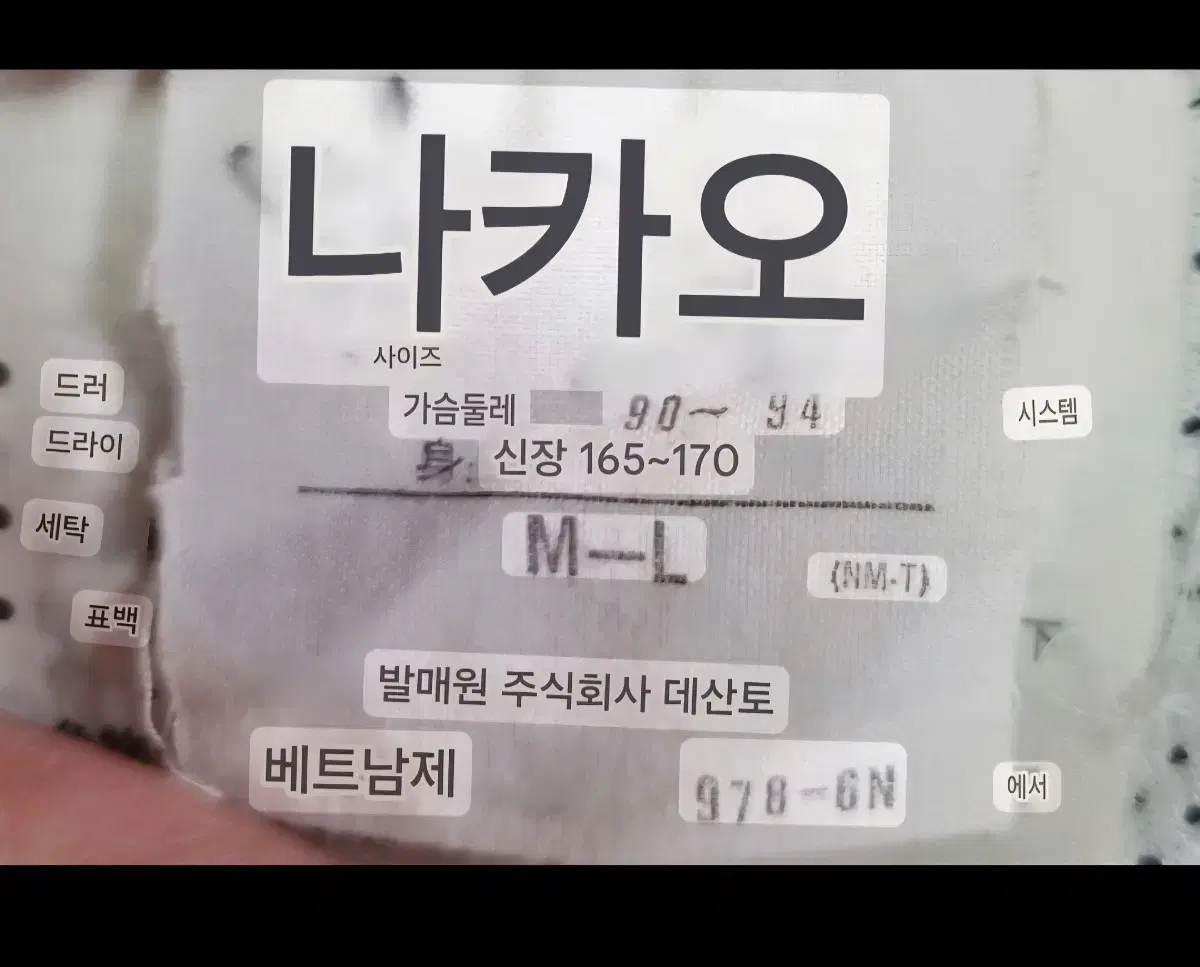 나카오
사이즈
가슴둘레 90~94
身 신장 165~170
M-L
(NM-T)
발매원 주식회사 데산토
베트남제
978-6N
드러
드라이
세탁
표백
시스템
에서